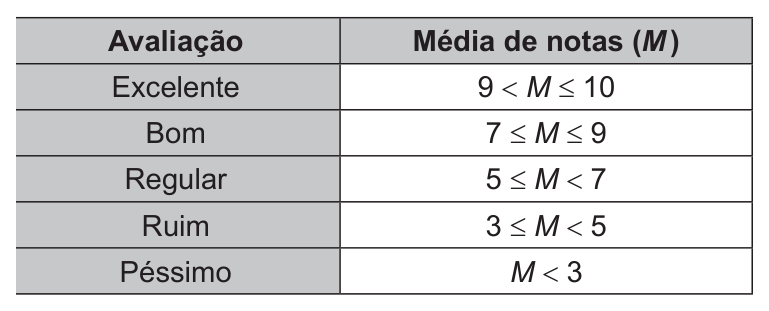 Avaliação Média de notas (M)
Excelente 9 < M ≤ 10
Bom 7 ≤ M ≤ 9
Regular 5 ≤ M < 7
Ruim 3 ≤ M < 5
Péssimo M < 3